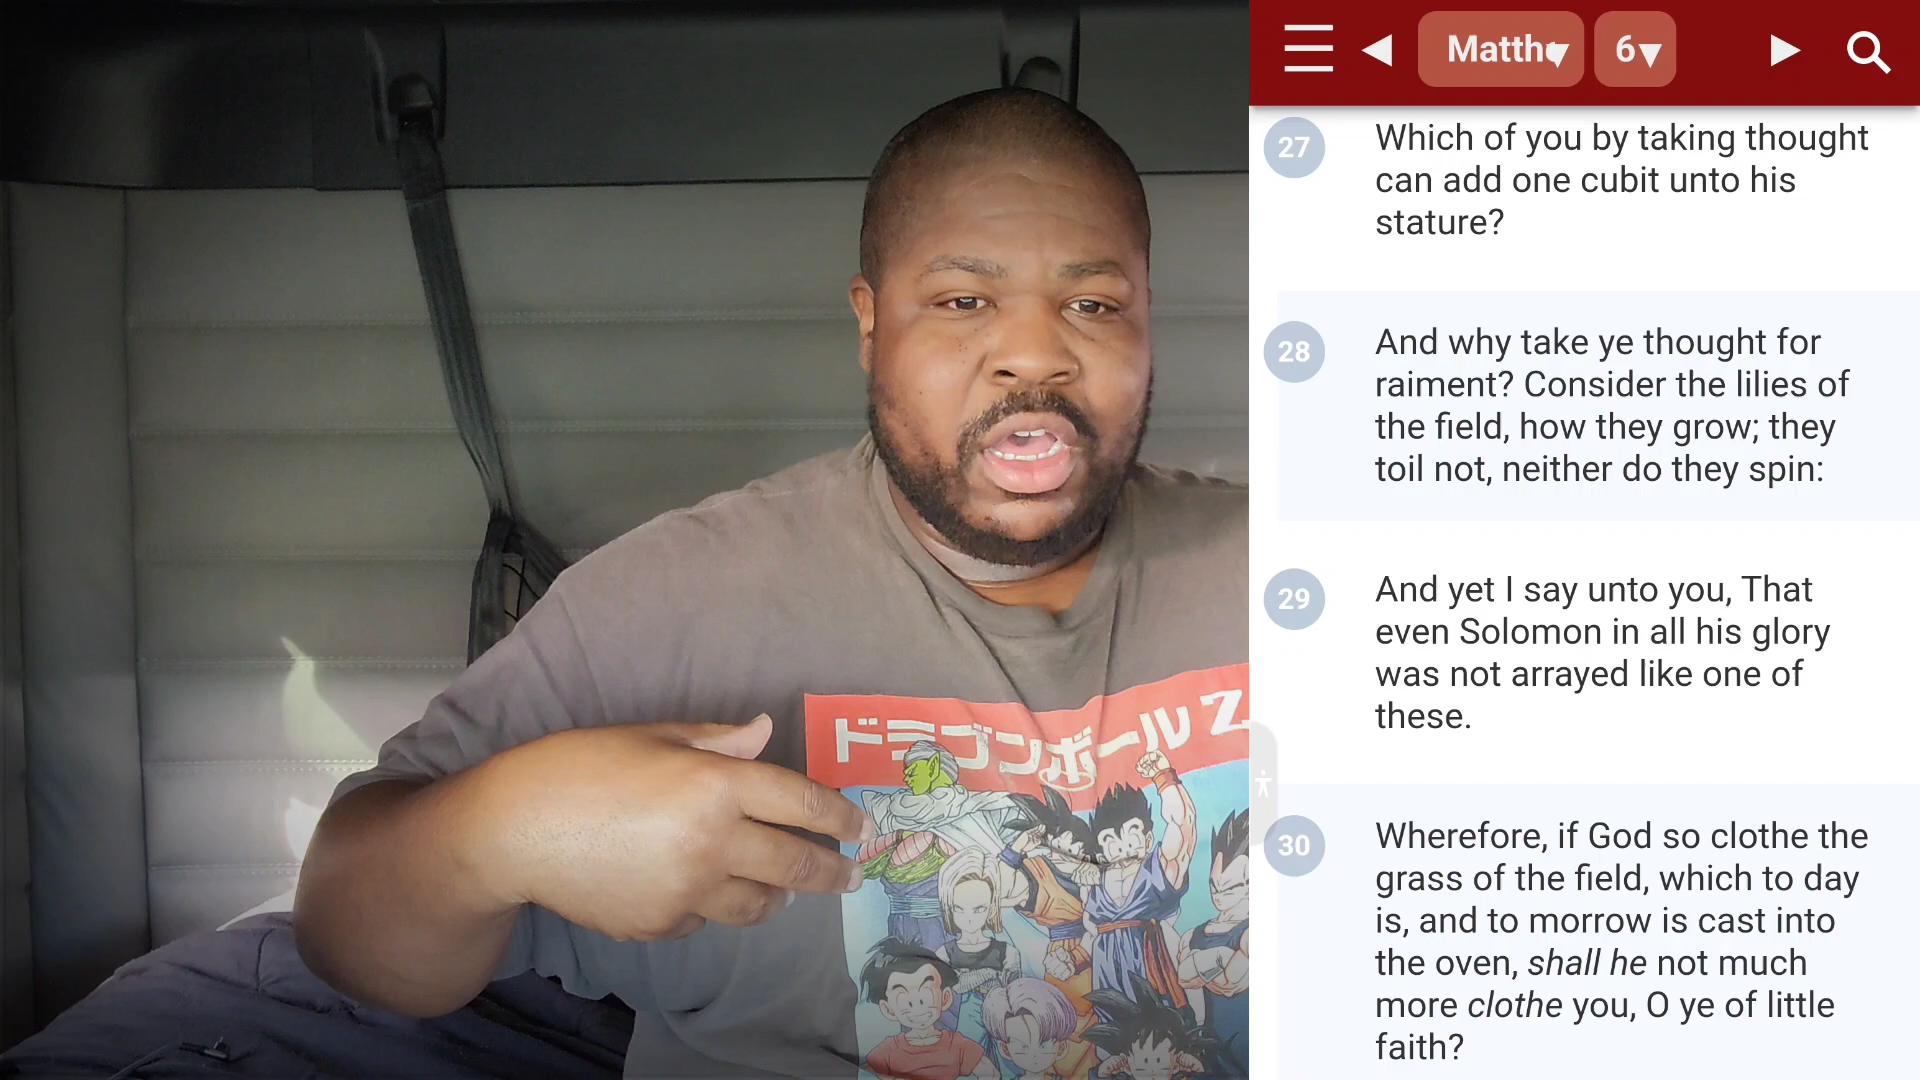 ドラゴンボールZ
Matth
6
27
Which of you by taking thought
can add one cubit unto his
stature?
28
And why take ye thought for
raiment? Consider the lilies of
the field, how they grow; they
toil not, neither do they spin:
29
And yet I say unto you, That
even Solomon in all his glory
was not arrayed like one of
these.
30
Wherefore, if God so clothe the
grass of the field, which to day
is, and to morrow is cast into
the oven, shall he not much
more clothe you, O ye of little
faith?